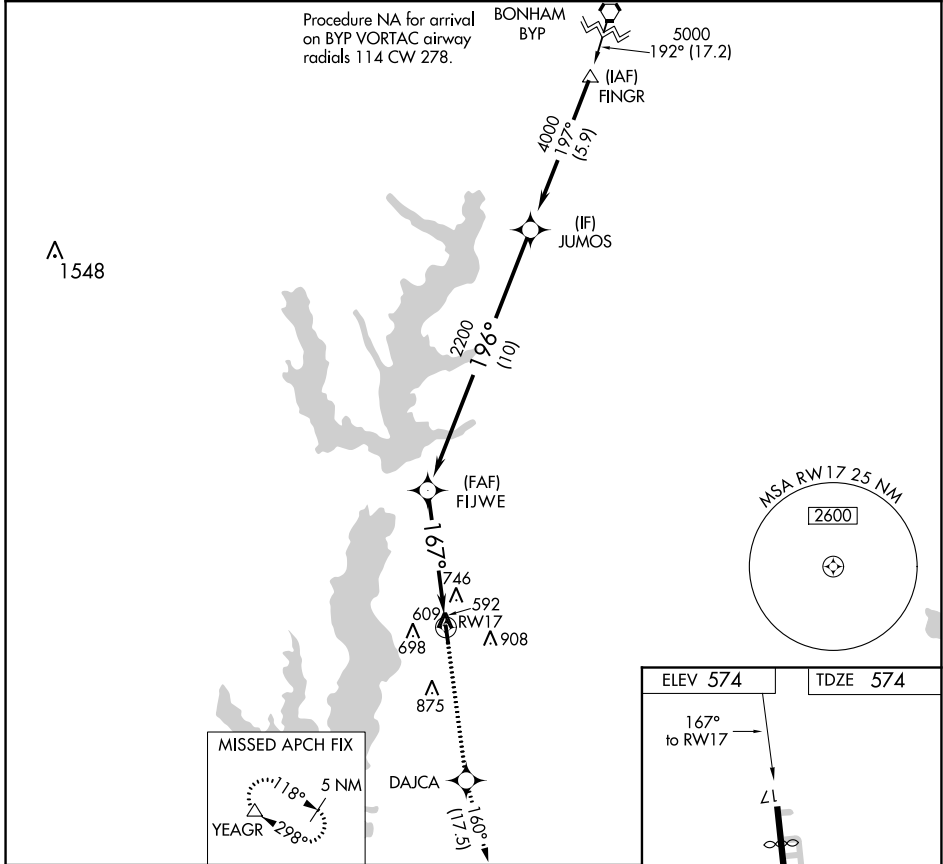 Procedure NA for arrival
on BYP VORTAC airway
radials 114 CW 278.
BONHAM
BYP
5000
192° (17.2)
(IAF)
FINGR
4000
197°
(5.9)
(IF)
JUMOS
1548
2200
196°
(10)
(FAF)
FIJWE
167°
MSA RW17 25 NM
2600
746
592
609
RW17
698
908
875
ELEV 574
TDZE 574
167°
to RW17
17
MISSED APCH FIX
118°
5 NM
YEAGR
298°
DAJCA
160°
(17.5)